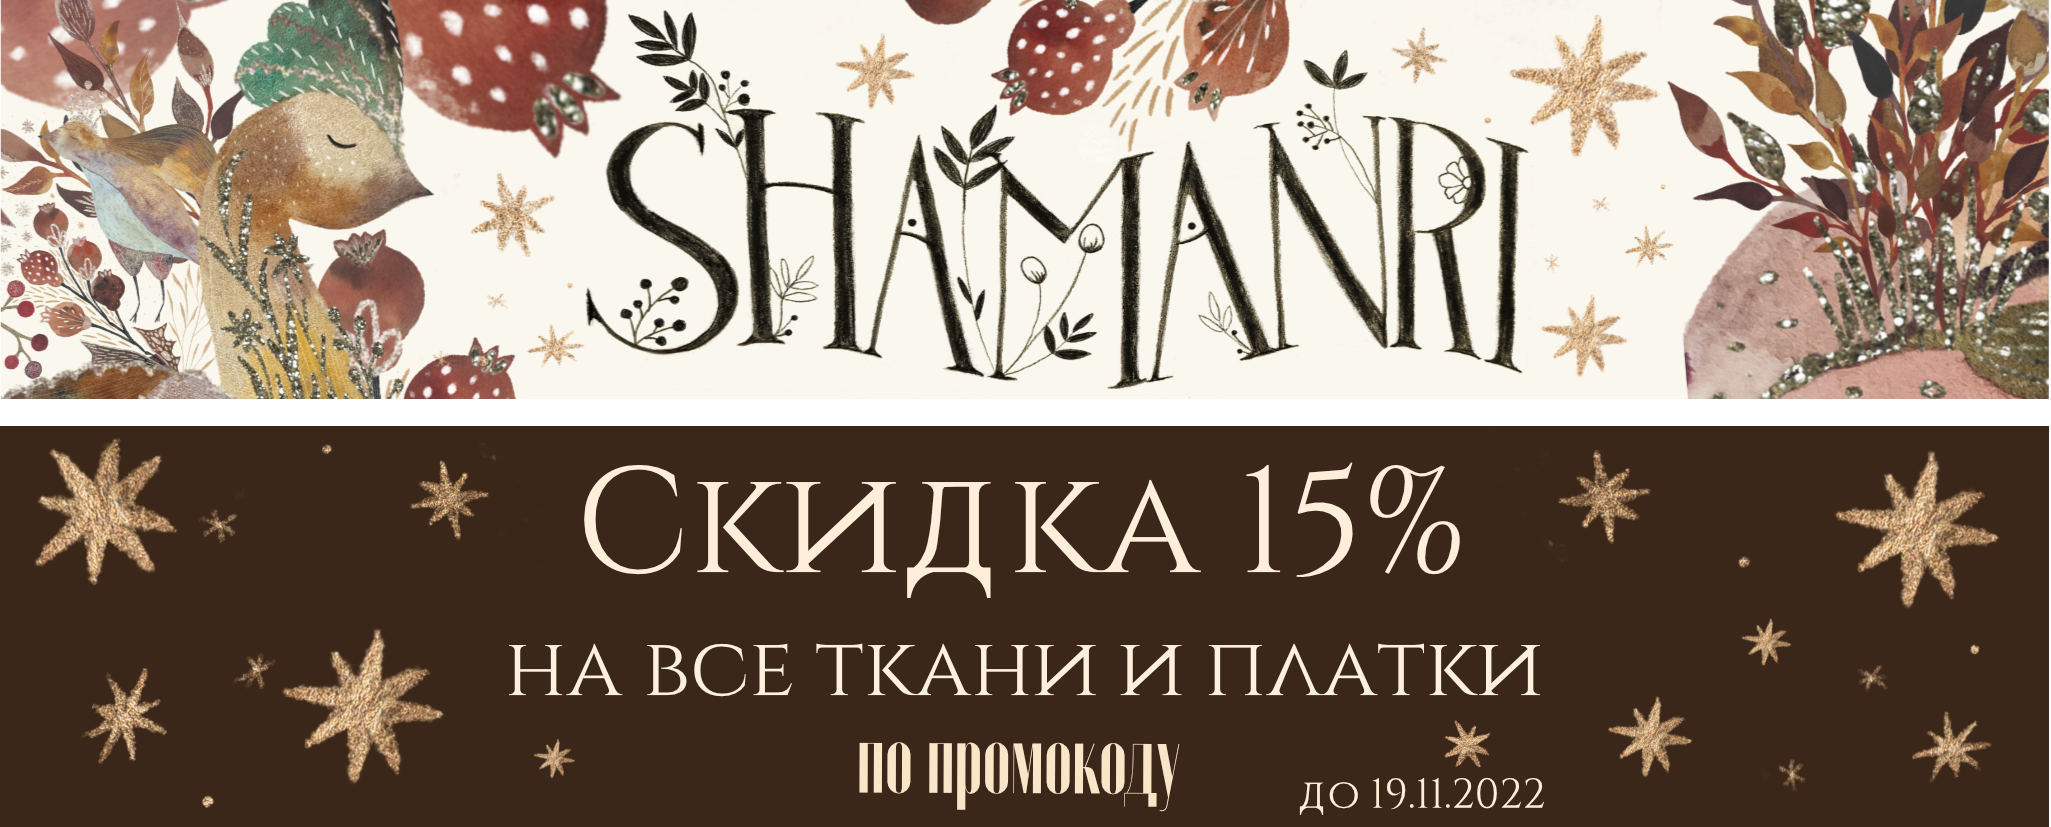 SHAMANRI
Скидка 15%
на все ткани и платки
по промокоду
до 19.11.2022